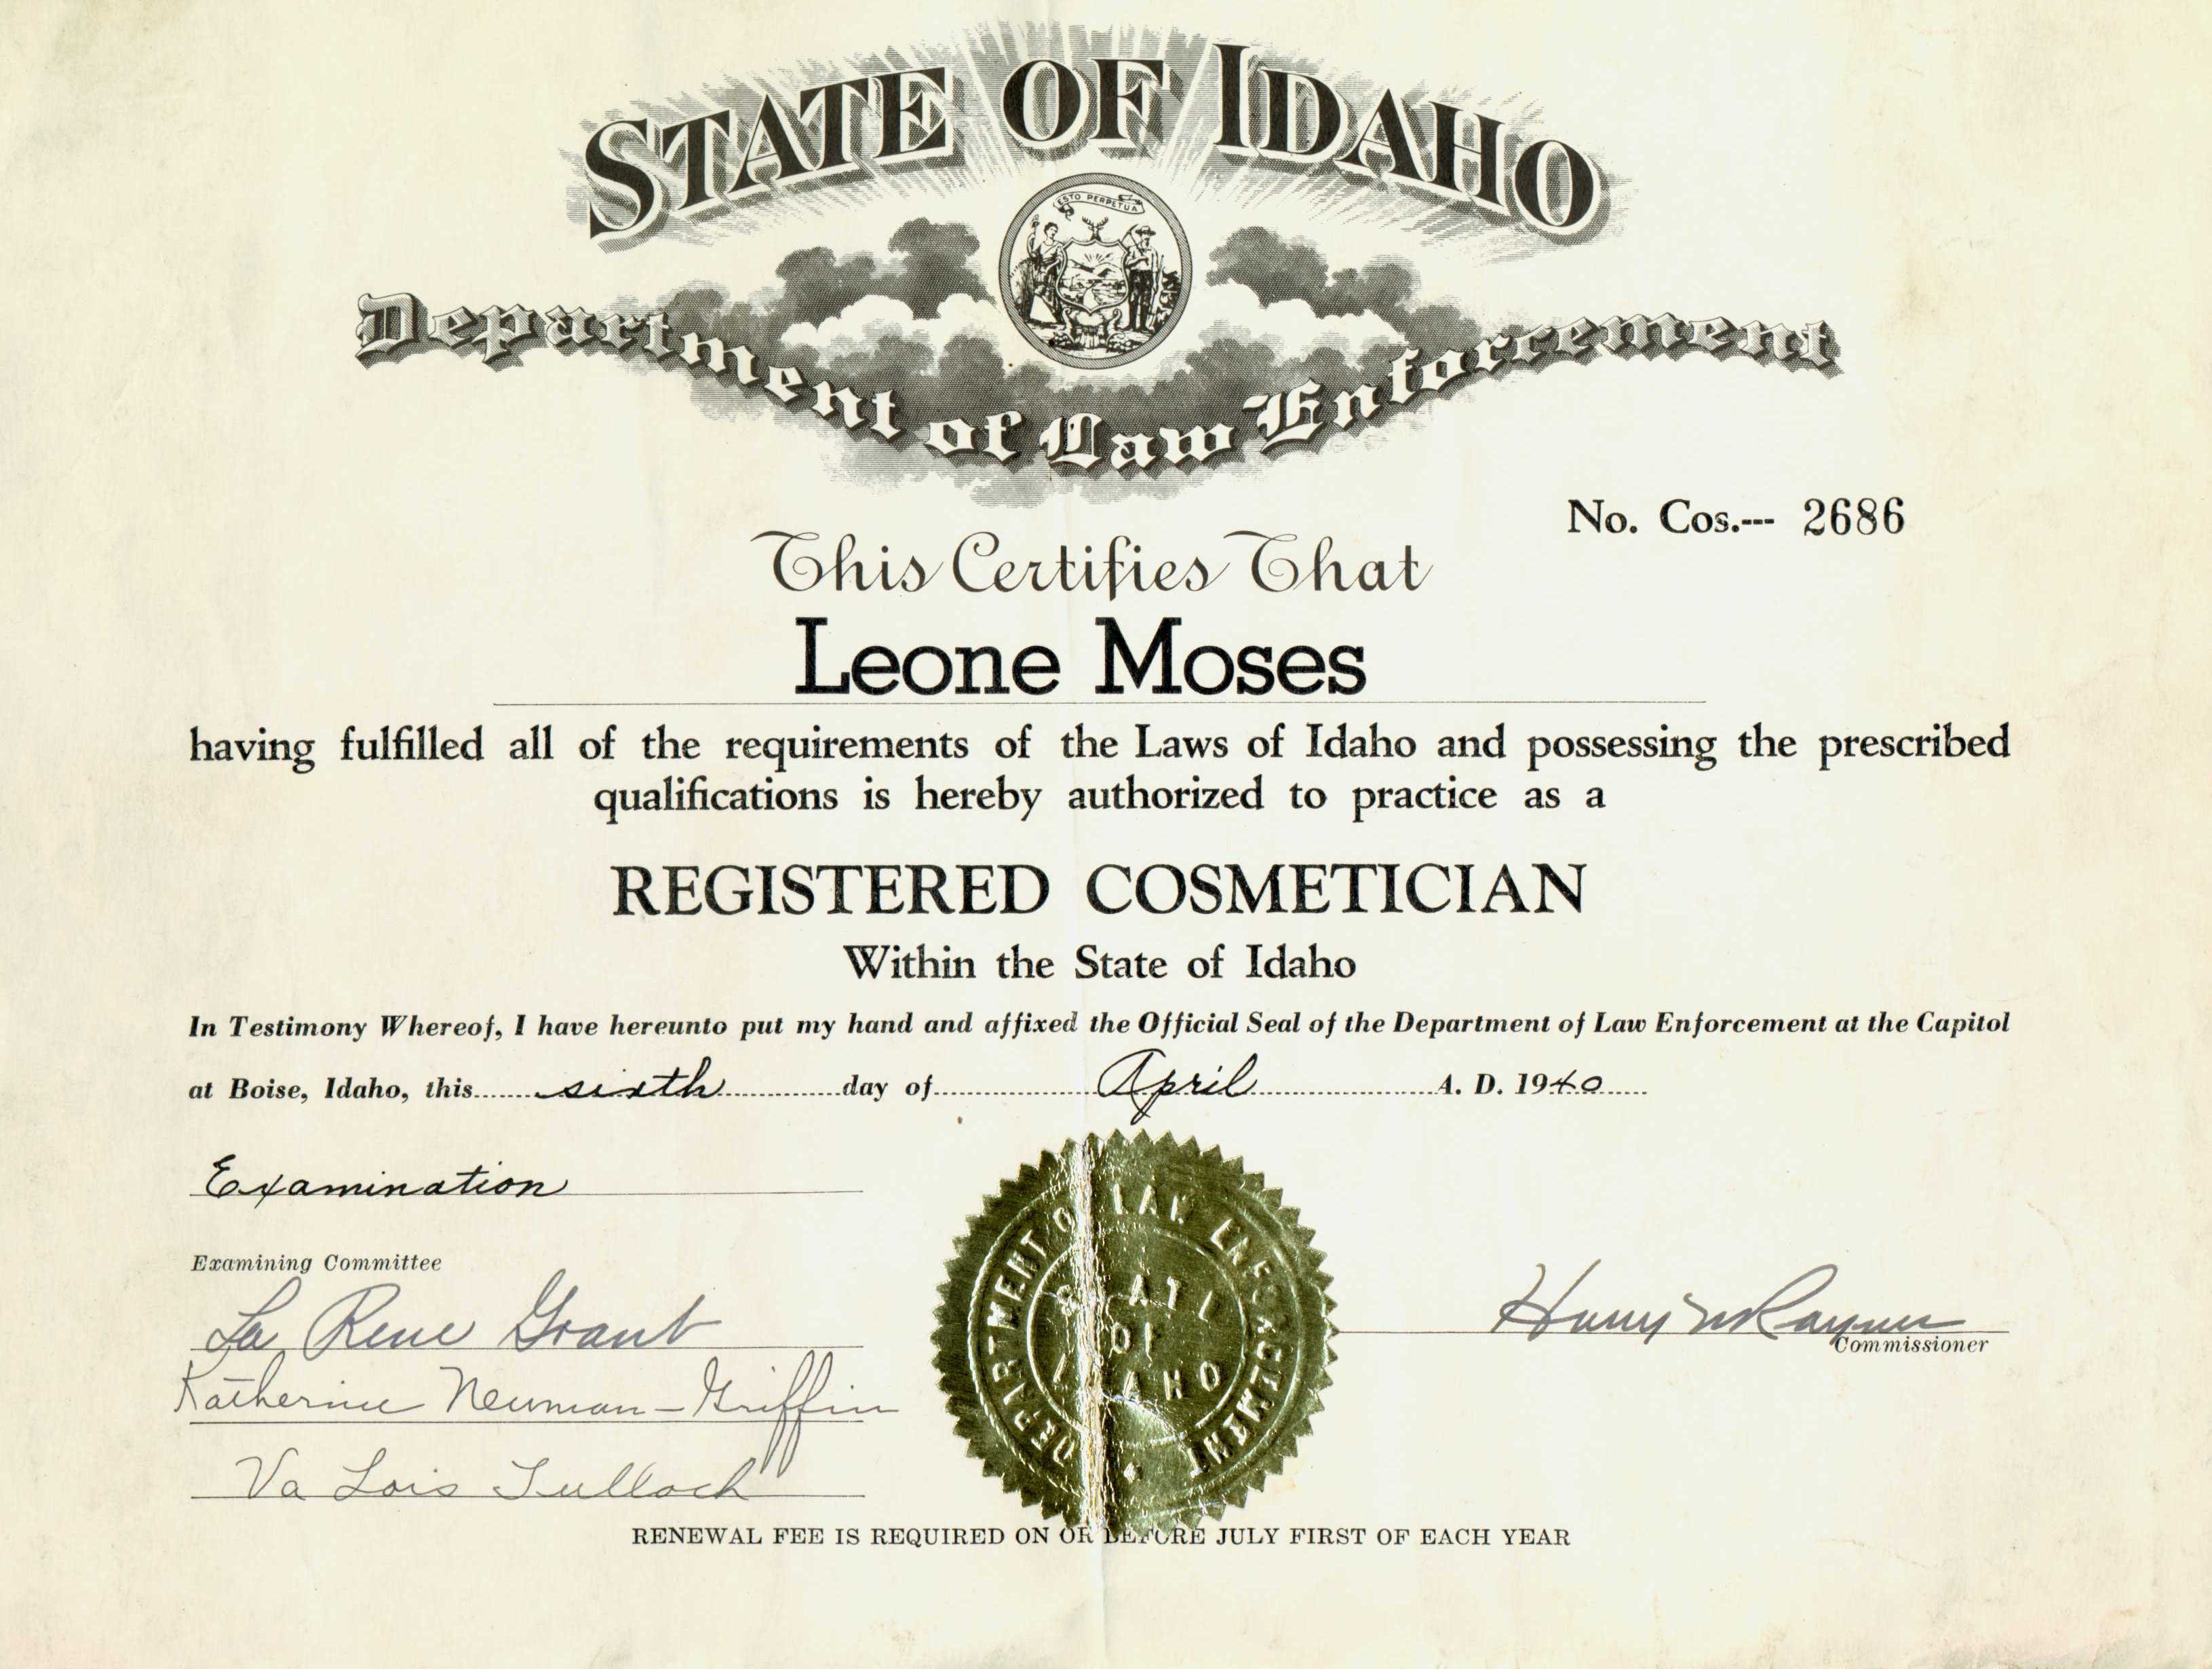 STATE OF IDAHO
ESTO PERPETUA
Department of Law Enforcement
No. Cos.--- 2686
This Certifies That
Leone Moses
having fulfilled all of the requirements of the Laws of Idaho and possessing the prescribed
qualifications is hereby authorized to practice as a
REGISTERED COSMETICIAN
Within the State of Idaho
In Testimony Whereof, I have hereunto put my hand and affixed the Official Seal of the Department of Law Enforcement at the Capitol
at Boise, Idaho, this sixth day of April A. D. 1940
Examination
Examining Committee
La Rene Grant
Katherine Newman-Griffin
Va Lois Tulloch
DEPARTMENT OF LAW ENFORCEMENT
STATE
OF
IDAHO
Harry
Commissioner
RENEWAL FEE IS REQUIRED ON OR BEFORE JULY FIRST OF EACH YEAR